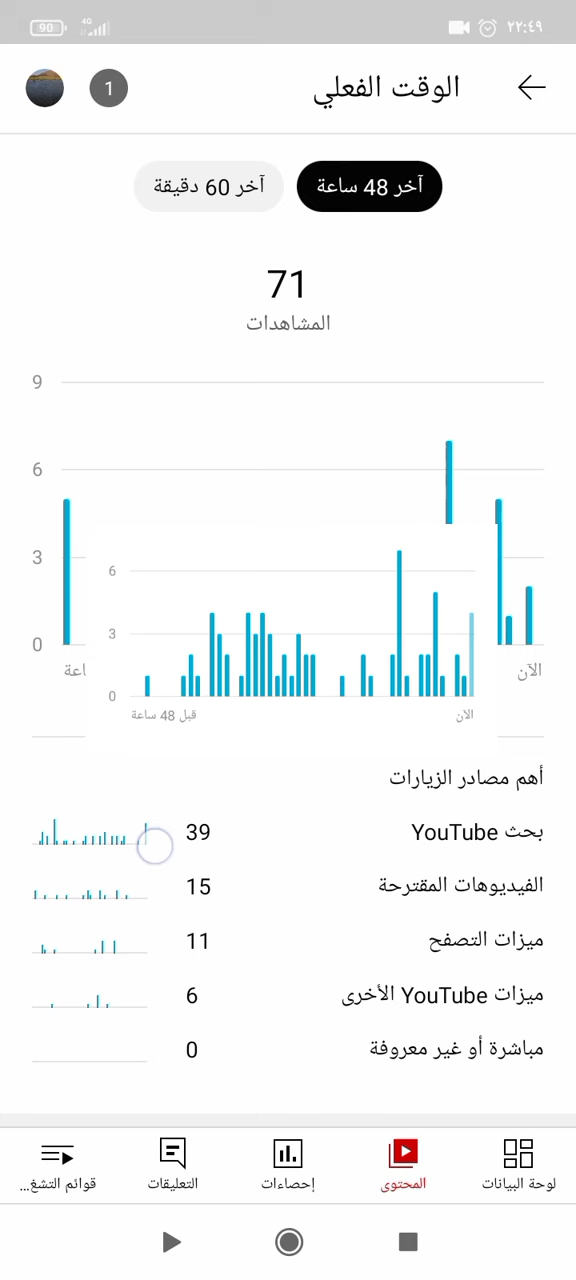 ٢٢:٤٩
4G
90
الوقت الفعلي
1
آخر 48 ساعة
آخر 60 دقيقة
71
المشاهدات
9
6
3
0
اعة
الآن
6
3
0
قبل 48 ساعة
الآن
أهم مصادر الزيارات
بحث YouTube
39
الفيديوهات المقترحة
15
ميزات التصفح
11
ميزات YouTube الأخرى
6
مباشرة أو غير معروفة
0
لوحة البيانات
المحتوى
إحصاءات
التعليقات
قوائم التشغ...